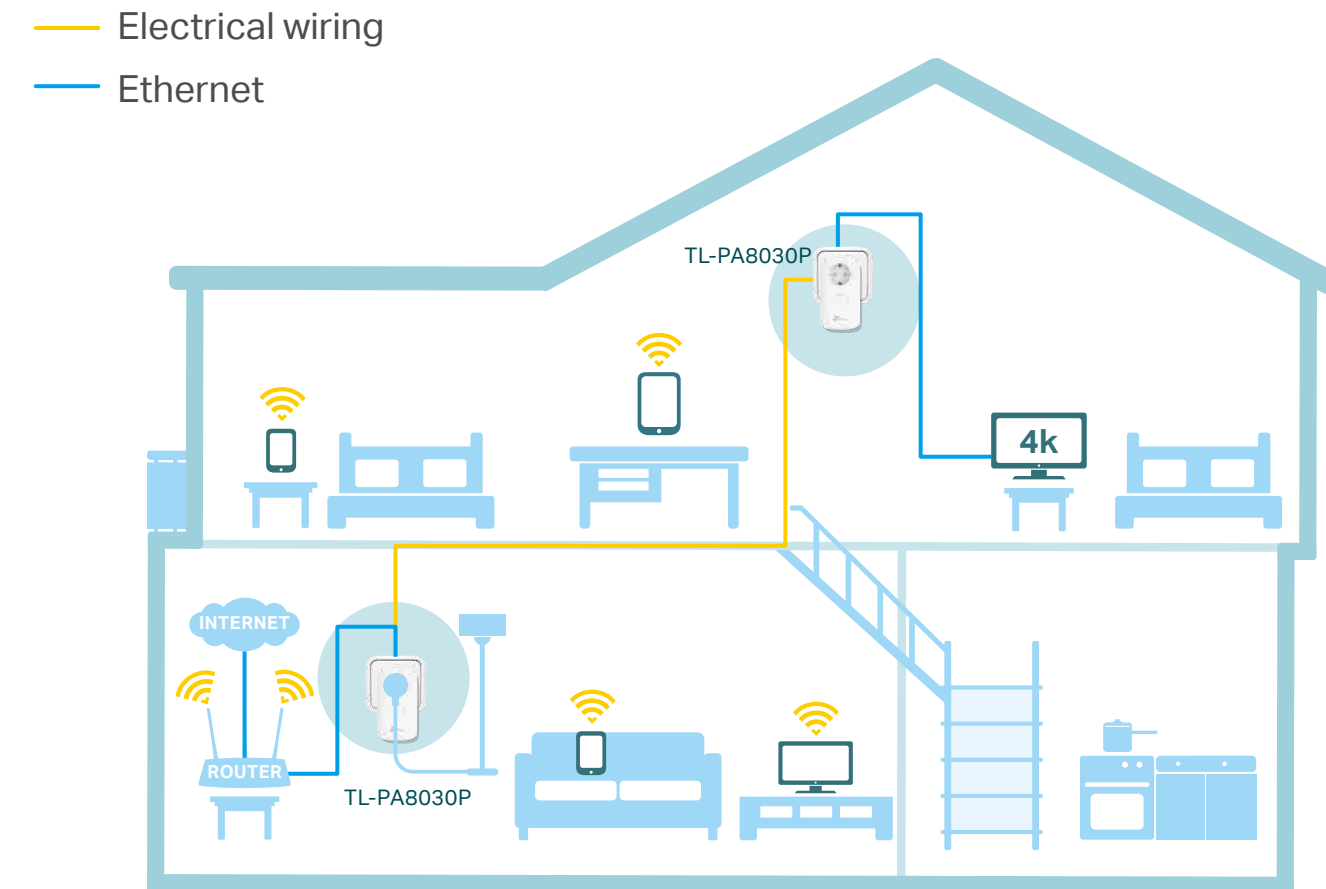 Electrical wiring
Ethernet
TL-PA8030P
4k
INTERNET
ROUTER
TL-PA8030P